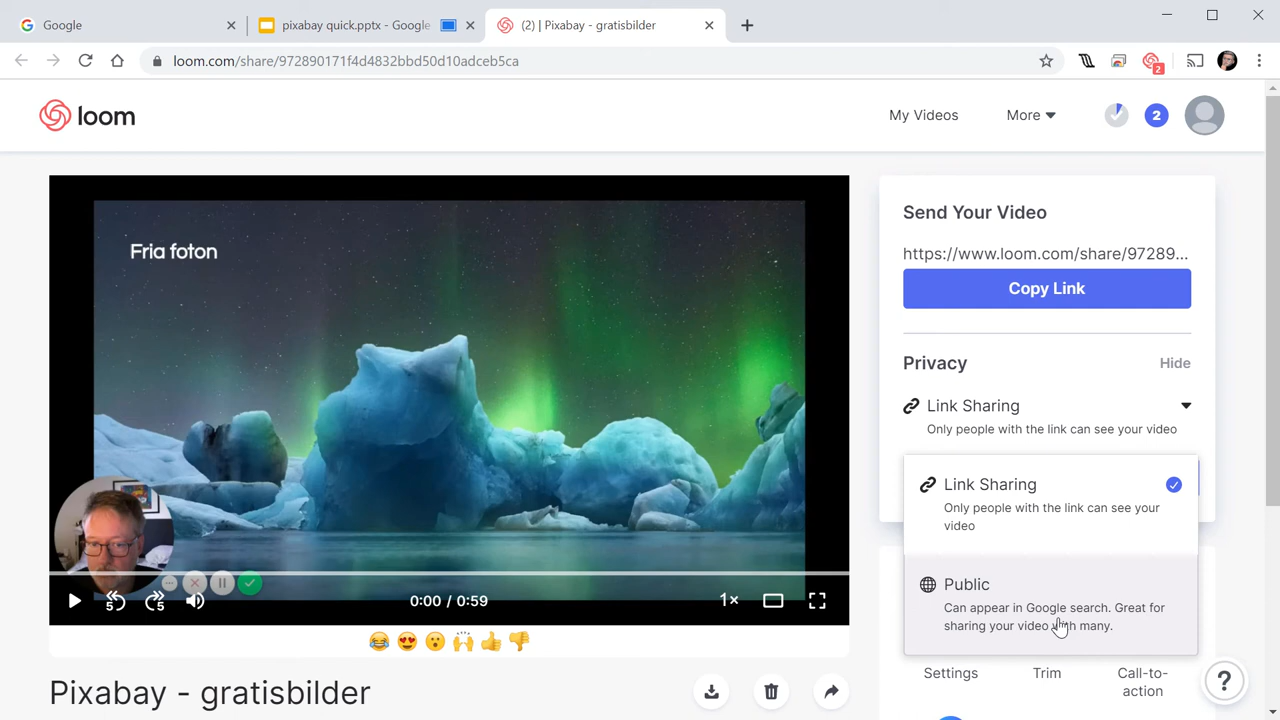 Google
pixabay quick.pptx - Google
(2) | Pixabay - gratisbilder
loom.com/share/972890171f4d4832bbd50d10adceb5ca
2
loom
My Videos
More
2
Fria foton
5
5
0:00 / 0:59
1×
Pixabay - gratisbilder
Send Your Video
https://www.loom.com/share/97289...
Copy Link
Privacy
Hide
Link Sharing
Only people with the link can see your video
Link Sharing
Only people with the link can see your
video
Public
Can appear in Google search. Great for
sharing your video with many.
Settings
Trim
Call-to-
action
?